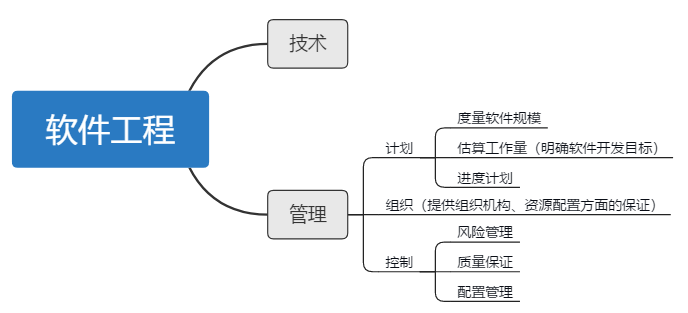 软件工程
技术
管理
计划
度量软件规模
估算工作量（明确软件开发目标）
进度计划
组织（提供组织机构、资源配置方面的保证）
控制
风险管理
质量保证
配置管理